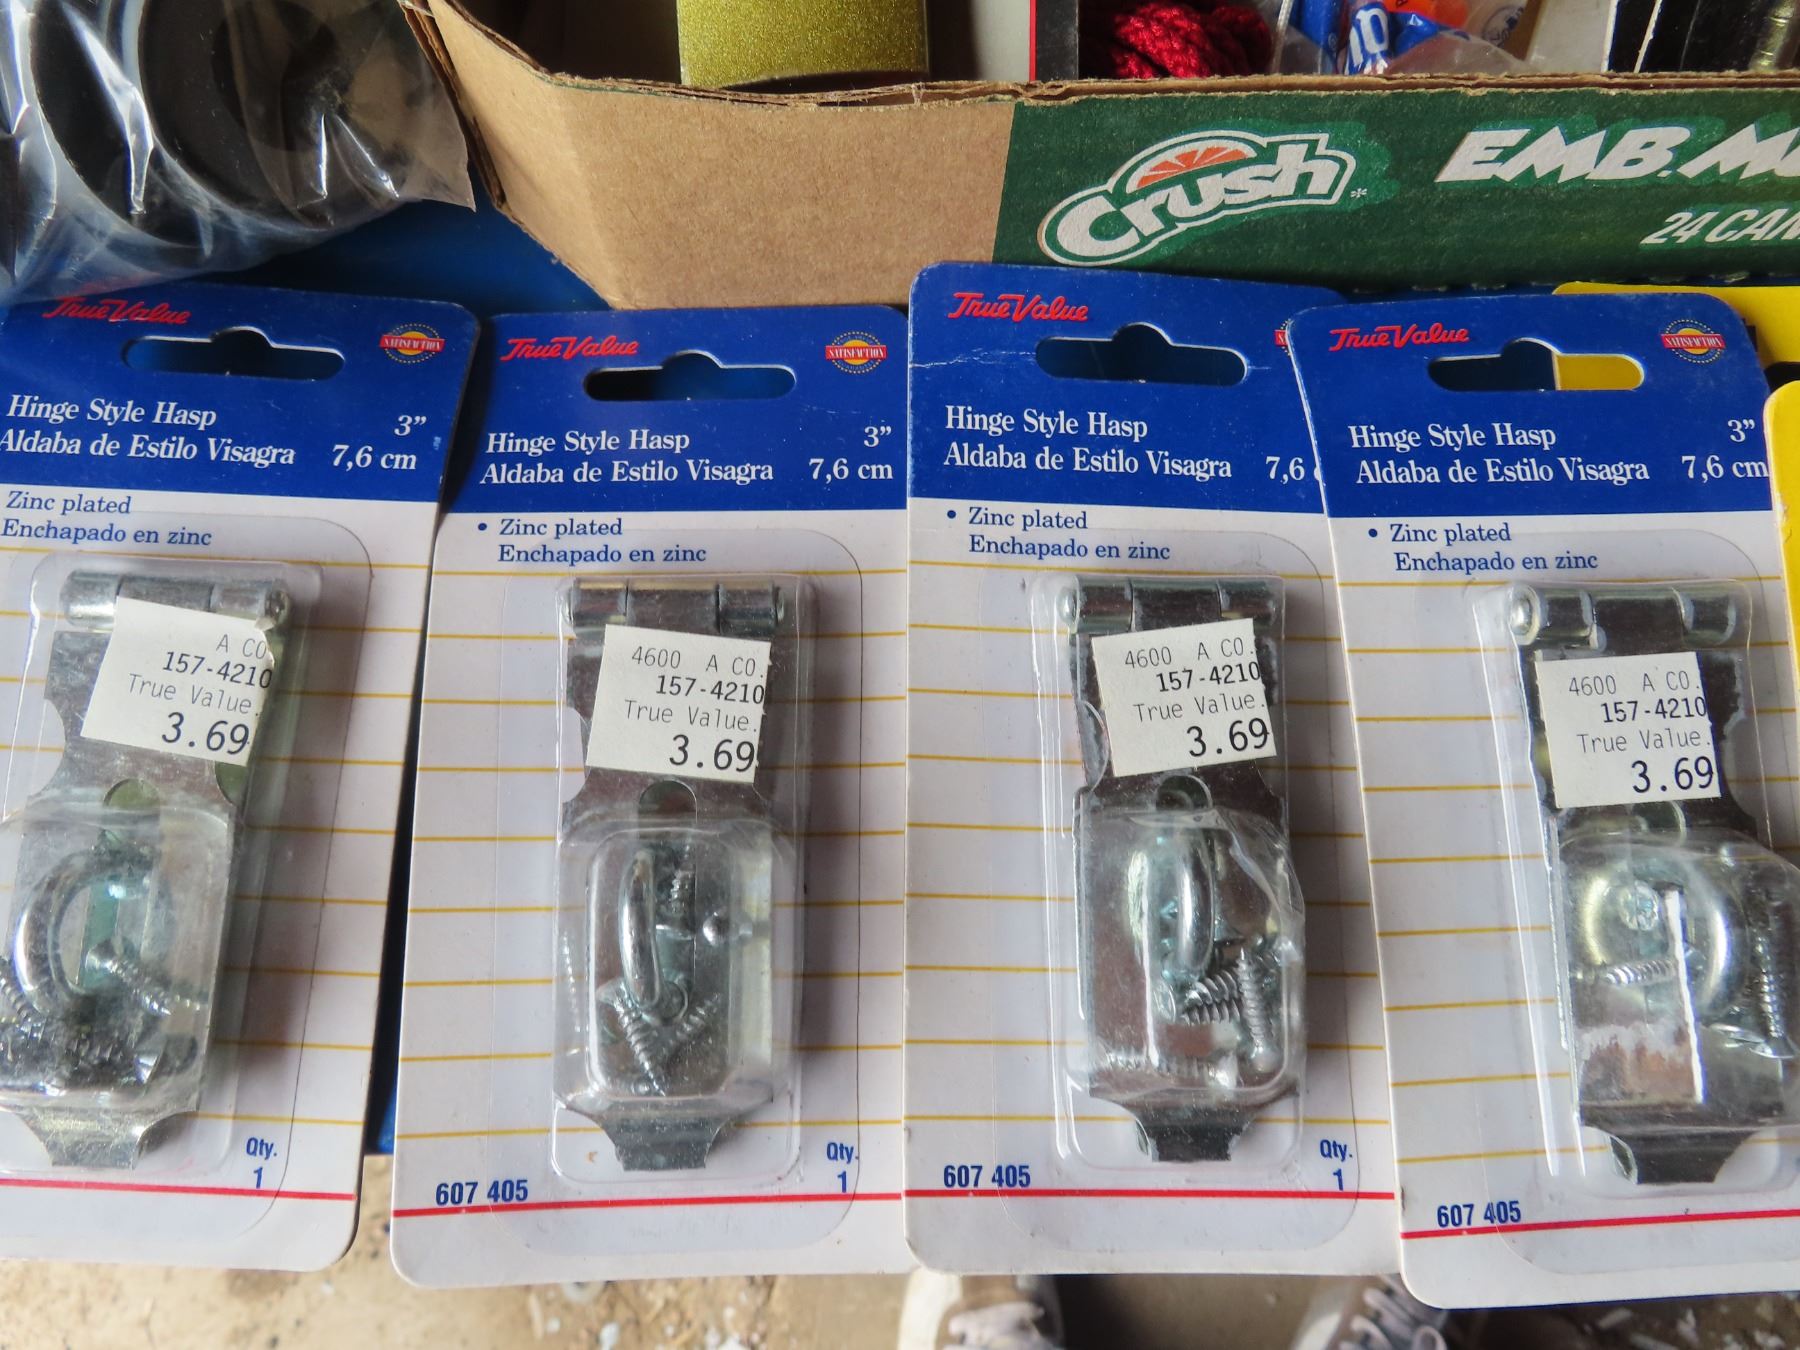 Crush
EMB. M
24 CAN
True Value
SATISFACTION
Hinge Style Hasp
3”
Aldaba de Estilo Visagra
7,6 cm
Zinc plated
Enchapado en zinc
A CO.
157-4210
True Value.
3.69
Qty.
1
True Value
SATISFACTION
Hinge Style Hasp
3”
Aldaba de Estilo Visagra
7,6 cm
• Zinc plated
Enchapado en zinc
4600 A CO.
157-4210
True Value.
3.69
607 405
Qty.
1
True Value
Hinge Style Hasp
Aldaba de Estilo Visagra
7,6
• Zinc plated
Enchapado en zinc
4600 A CO.
157-4210
True Value.
3.69
607 405
Qty.
1
True Value
SATISFACTION
Hinge Style Hasp
3”
Aldaba de Estilo Visagra
7,6 cm
• Zinc plated
Enchapado en zinc
4600 A CO.
157-4210
True Value.
3.69
607 405